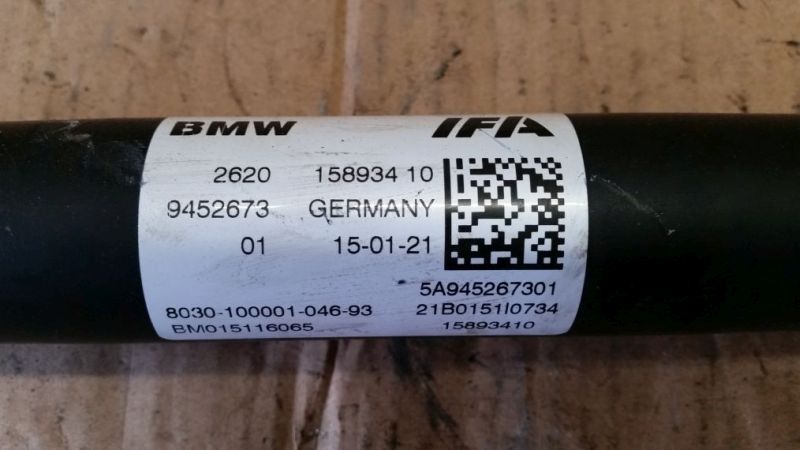 BMW IFA
2620 158934 10
9452673 GERMANY
01 15-01-21
5A945267301
8030-100001-046-93 21B0151I0734
BM015116065 15893410